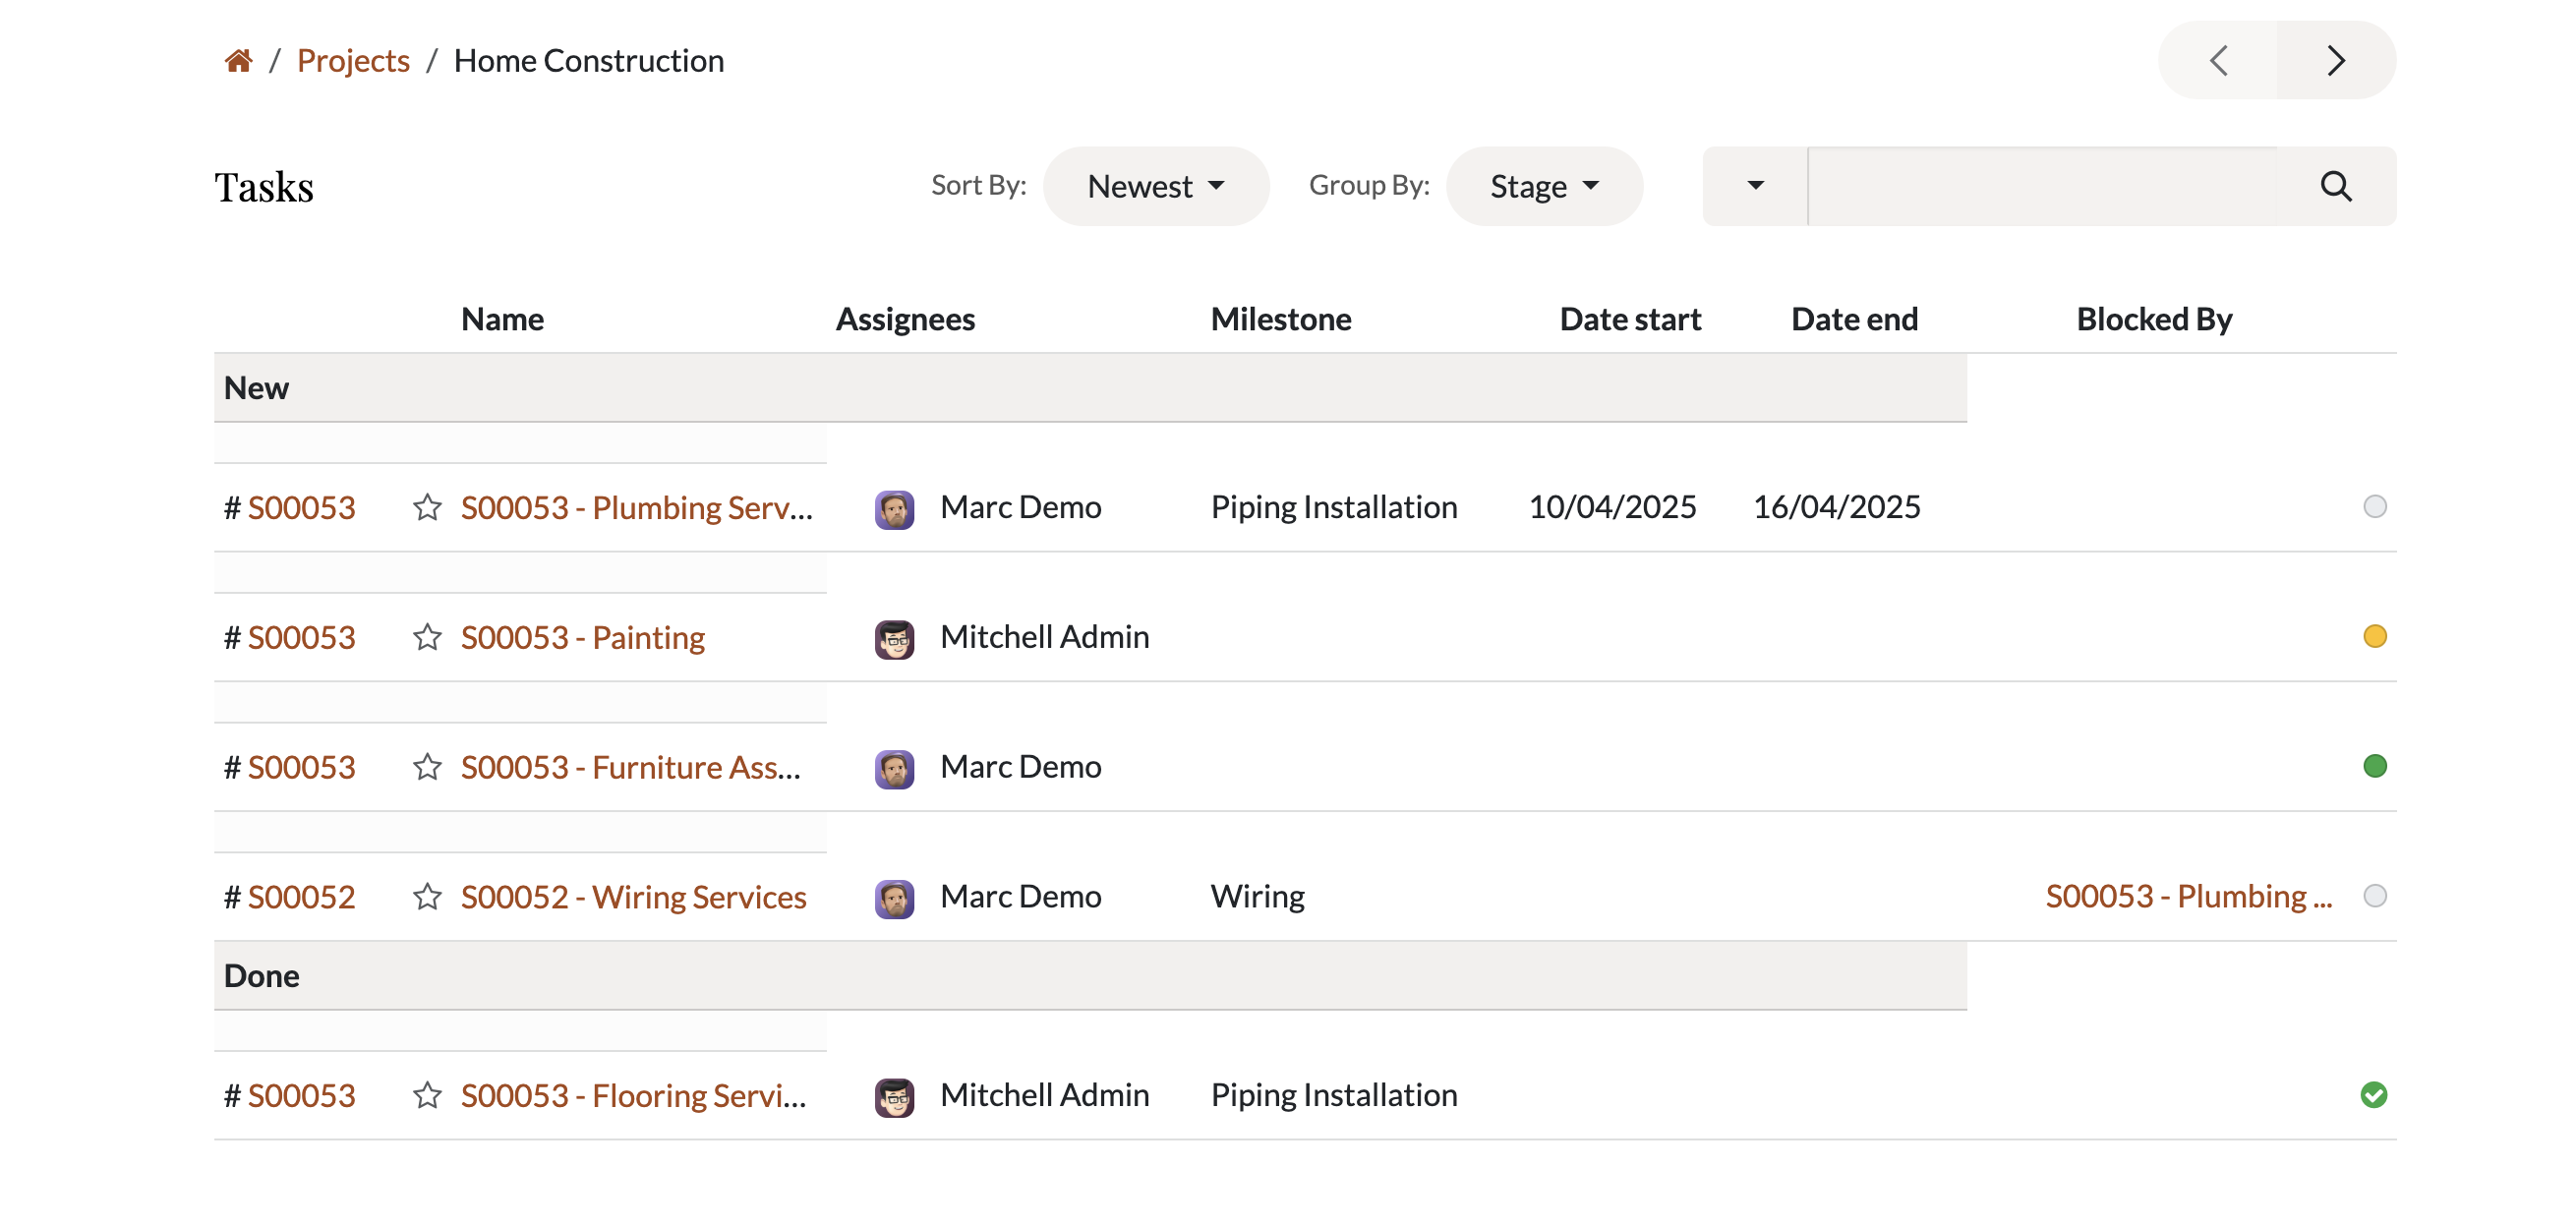 / Projects / Home Construction
Tasks Sort By: Newest Group By: Stage
Name Assignees Milestone Date start Date end Blocked By
New
# S00053 S00053 - Plumbing Serv... Marc Demo Piping Installation 10/04/2025 16/04/2025
# S00053 S00053 - Painting Mitchell Admin
# S00053 S00053 - Furniture Ass... Marc Demo
# S00052 S00052 - Wiring Services Marc Demo Wiring S00053 - Plumbing ...
Done
# S00053 S00053 - Flooring Servi... Mitchell Admin Piping Installation